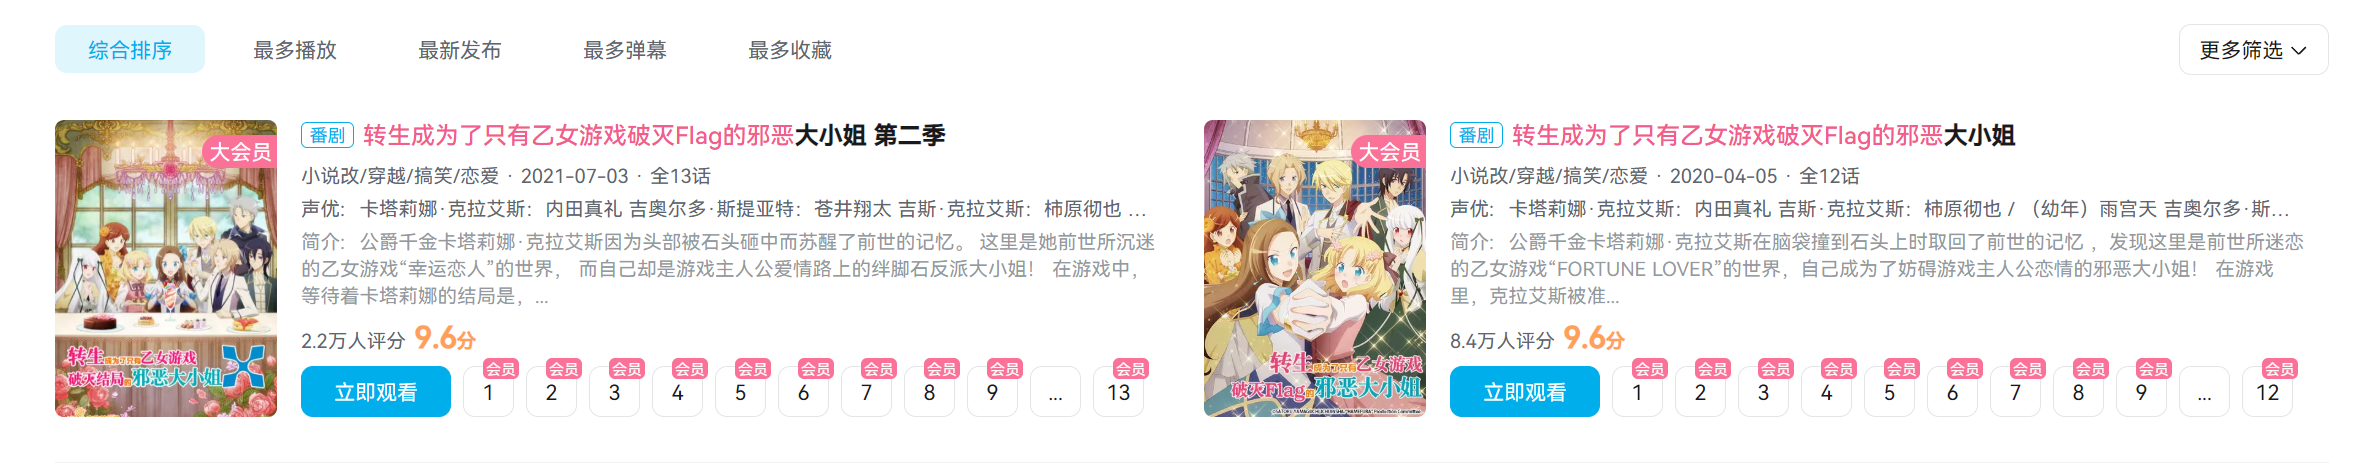 综合排序 最多播放 最新发布 最多弹幕 最多收藏 更多筛选
大会员
番剧 转生成为了只有乙女游戏破灭Flag的邪恶大小姐 第二季
小说改/穿越/搞笑/恋爱 · 2021-07-03 · 全13话
声优：卡塔莉娜·克拉艾斯：内田真礼 吉奥尔多·斯提亚特：苍井翔太 吉斯·克拉艾斯：柿原彻也 ...
简介：公爵千金卡塔莉娜·克拉艾斯因为头部被石头砸中而苏醒了前世的记忆。 这里是她前世所沉迷
的乙女游戏“幸运恋人”的世界， 而自己却是游戏主人公爱情路上的绊脚石反派大小姐！ 在游戏中，
等待着卡塔莉娜的结局是，...
2.2万人评分 9.6分
会员 会员 会员 会员 会员 会员 会员 会员 会员 会员
立即观看 1 2 3 4 5 6 7 8 9 ... 13
转生成为了只有乙女游戏
破灭结局的邪恶大小姐X
大会员
番剧 转生成为了只有乙女游戏破灭Flag的邪恶大小姐
小说改/穿越/搞笑/恋爱 · 2020-04-05 · 全12话
声优：卡塔莉娜·克拉艾斯：内田真礼 吉斯·克拉艾斯：柿原彻也 / （幼年）雨宫天 吉奥尔多·斯...
简介：公爵千金卡塔莉娜·克拉艾斯在脑袋撞到石头上时取回了前世的记忆 ，发现这里是前世所迷恋
的乙女游戏“FORTUNE LOVER”的世界，自己成为了妨碍游戏主人公恋情的邪恶大小姐！ 在游戏
里，克拉艾斯被准...
8.4万人评分 9.6分
会员 会员 会员 会员 会员 会员 会员 会员 会员 会员
立即观看 1 2 3 4 5 6 7 8 9 ... 12
转生成为了只有乙女游戏
破灭Flag的邪恶大小姐